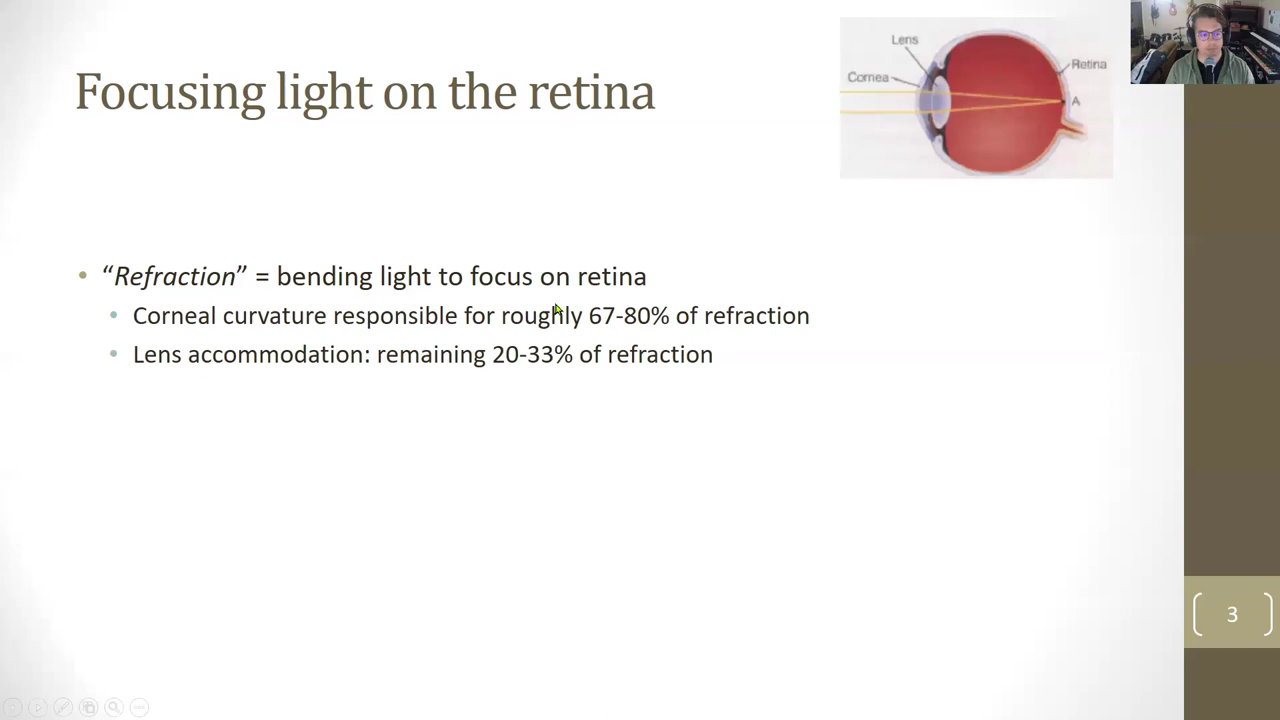 Focusing light on the retina
Lens
Cornea
Retina
A
• “Refraction” = bending light to focus on retina
• Corneal curvature responsible for roughly 67-80% of refraction
• Lens accommodation: remaining 20-33% of refraction
3